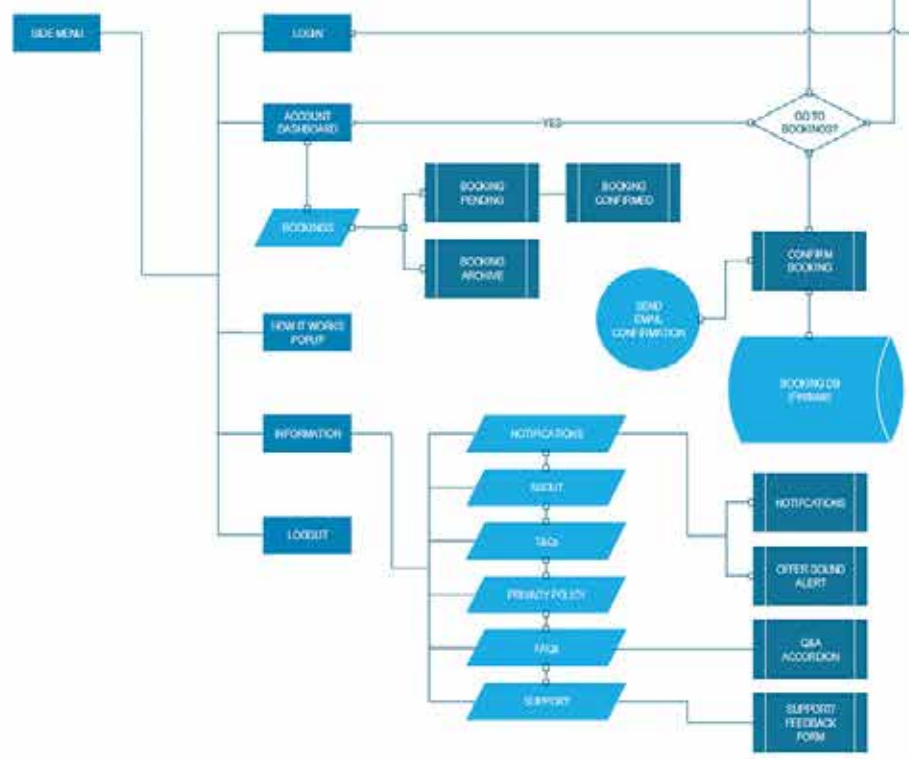 SIDE MENU
LOGIN
ACCOUNT
DASHBOARD
YES
GO TO
BOOKINGS?
BOOKINGS
BOOKING
PENDING
BOOKING
CONFIRMED
BOOKING
ARCHIVE
CONFIRM
BOOKING
SEND
EMAIL
CONFIRMATION
HOW IT WORKS
POPUP
BOOKING DB
(Firebase)
INFORMATION
NOTIFICATIONS
ABOUT
T&Cs
PRIVACY POLICY
FAQs
SUPPORT
LOGOUT
NOTIFCATIONS
OFFER SOUND
ALERT
Q&A
ACCORDION
SUPPORT/
FEEDBACK
FORM